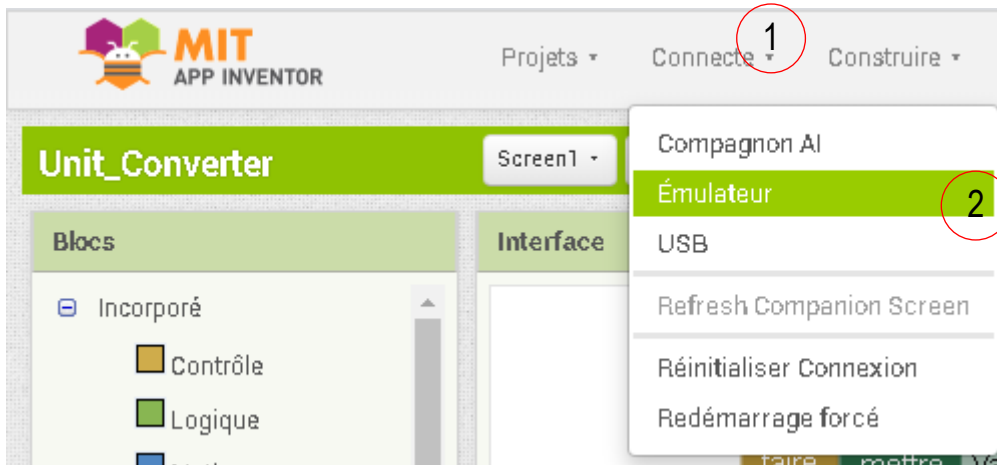 MIT
APP INVENTOR
Projets
Connecte
1
Construire
Unit_Converter
Screen1
Compagnon AI
Émulateur
2
USB
Blocs
Interface
Refresh Companion Screen
Incorporé
Contrôle
Réinitialiser Connexion
Logique
Redémarrage forcé
faire
mettre